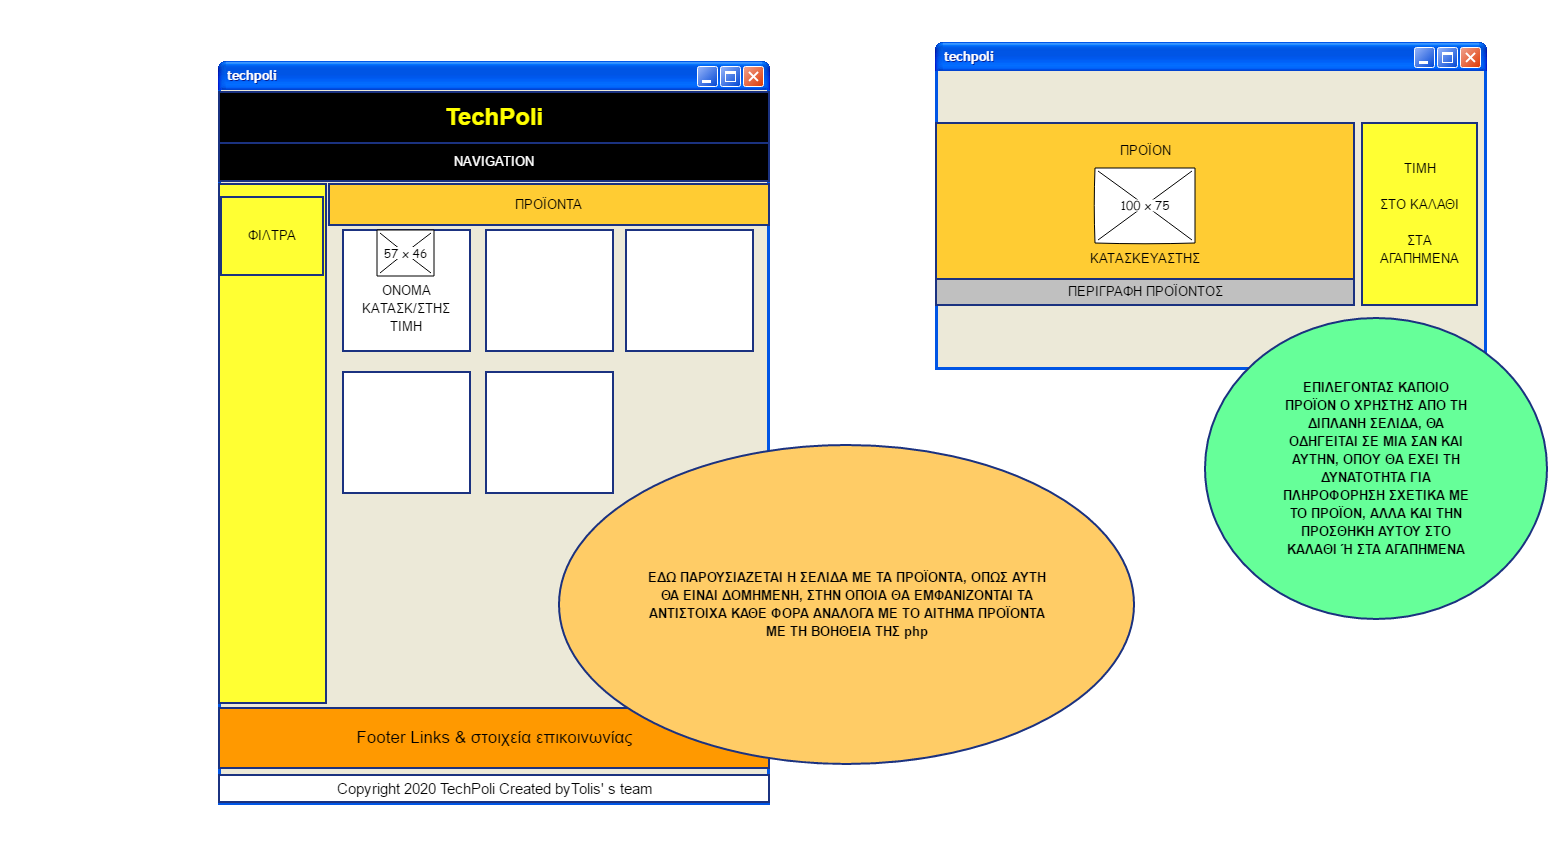 techpoli
TechPoli
NAVIGATION
ΦΙΛΤΡΑ
ΠΡΟΪΟΝΤΑ
57 x 46
ΟΝΟΜΑ
ΚΑΤΑΣΚ/ΣΤΗΣ
ΤΙΜΗ
Footer Links & στοιχεία επικοινωνίας
Copyright 2020 TechPoli Created byTolis' s team
ΕΔΩ ΠΑΡΟΥΣΙΑΖΕΤΑΙ Η ΣΕΛΙΔΑ ΜΕ ΤΑ ΠΡΟΪΟΝΤΑ, ΟΠΩΣ ΑΥΤΗ
ΘΑ ΕΙΝΑΙ ΔΟΜΗΜΕΝΗ, ΣΤΗΝ ΟΠΟΙΑ ΘΑ ΕΜΦΑΝΙΖΟΝΤΑΙ ΤΑ
ΑΝΤΙΣΤΟΙΧΑ ΚΑΘΕ ΦΟΡΑ ΑΝΑΛΟΓΑ ΜΕ ΤΟ ΑΙΤΗΜΑ ΠΡΟΪΟΝΤΑ
ΜΕ ΤΗ ΒΟΗΘΕΙΑ ΤΗΣ php
techpoli
ΠΡΟΪΟΝ
100 x 75
ΚΑΤΑΣΚΕΥΑΣΤΗΣ
ΠΕΡΙΓΡΑΦΗ ΠΡΟΪΟΝΤΟΣ
ΤΙΜΗ
ΣΤΟ ΚΑΛΑΘΙ
ΣΤΑ
ΑΓΑΠΗΜΕΝΑ
ΕΠΙΛΕΓΟΝΤΑΣ ΚΑΠΟΙΟ
ΠΡΟΪΟΝ Ο ΧΡΗΣΤΗΣ ΑΠΟ ΤΗ
ΔΙΠΛΑΝΗ ΣΕΛΙΔΑ, ΘΑ
ΟΔΗΓΕΙΤΑΙ ΣΕ ΜΙΑ ΣΑΝ ΚΑΙ
ΑΥΤΗΝ, ΟΠΟΥ ΘΑ ΕΧΕΙ ΤΗ
ΔΥΝΑΤΟΤΗΤΑ ΓΙΑ
ΠΛΗΡΟΦΟΡΗΣΗ ΣΧΕΤΙΚΑ ΜΕ
ΤΟ ΠΡΟΪΟΝ, ΑΛΛΑ ΚΑΙ ΤΗΝ
ΠΡΟΣΘΗΚΗ ΑΥΤΟΥ ΣΤΟ
ΚΑΛΑΘΙ Ή ΣΤΑ ΑΓΑΠΗΜΕΝΑ